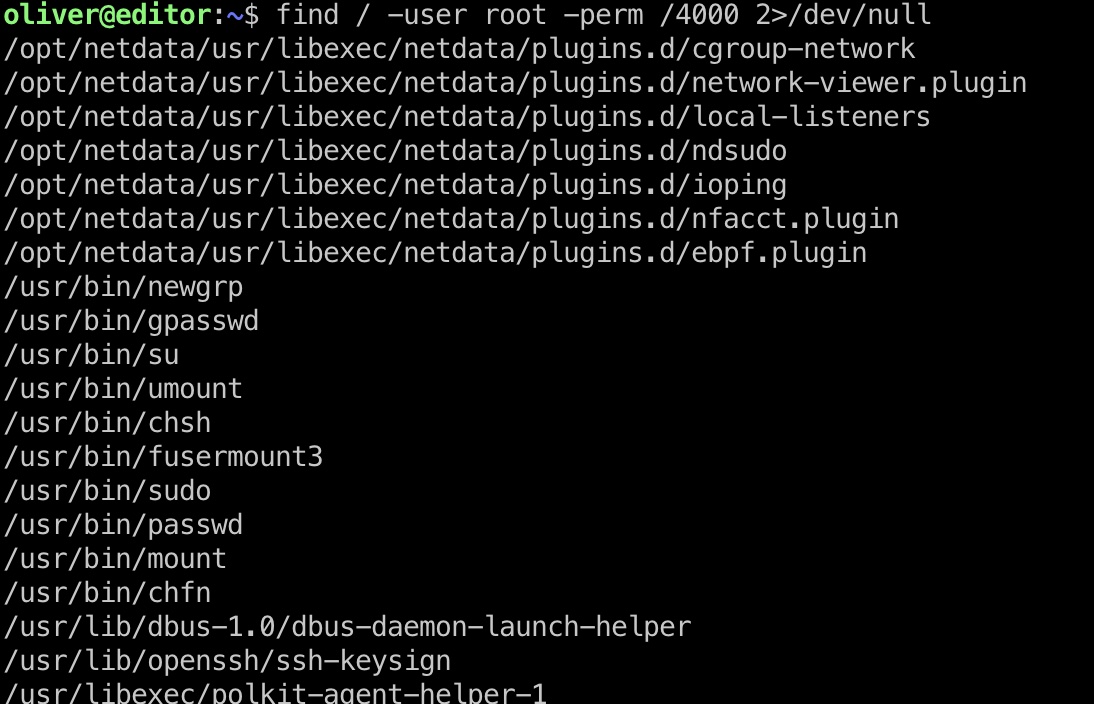 oliver@editor:~$ find / -user root -perm /4000 2>/dev/null
/opt/netdata/usr/libexec/netdata/plugins.d/cgroup-network
/opt/netdata/usr/libexec/netdata/plugins.d/network-viewer.plugin
/opt/netdata/usr/libexec/netdata/plugins.d/local-listeners
/opt/netdata/usr/libexec/netdata/plugins.d/ndsudo
/opt/netdata/usr/libexec/netdata/plugins.d/ioping
/opt/netdata/usr/libexec/netdata/plugins.d/nfacct.plugin
/opt/netdata/usr/libexec/netdata/plugins.d/ebpf.plugin
/usr/bin/newgrp
/usr/bin/gpasswd
/usr/bin/su
/usr/bin/umount
/usr/bin/chsh
/usr/bin/fusermount3
/usr/bin/sudo
/usr/bin/passwd
/usr/bin/mount
/usr/bin/chfn
/usr/lib/dbus-1.0/dbus-daemon-launch-helper
/usr/lib/openssh/ssh-keysign
/usr/libexec/polkit-agent-helper-1